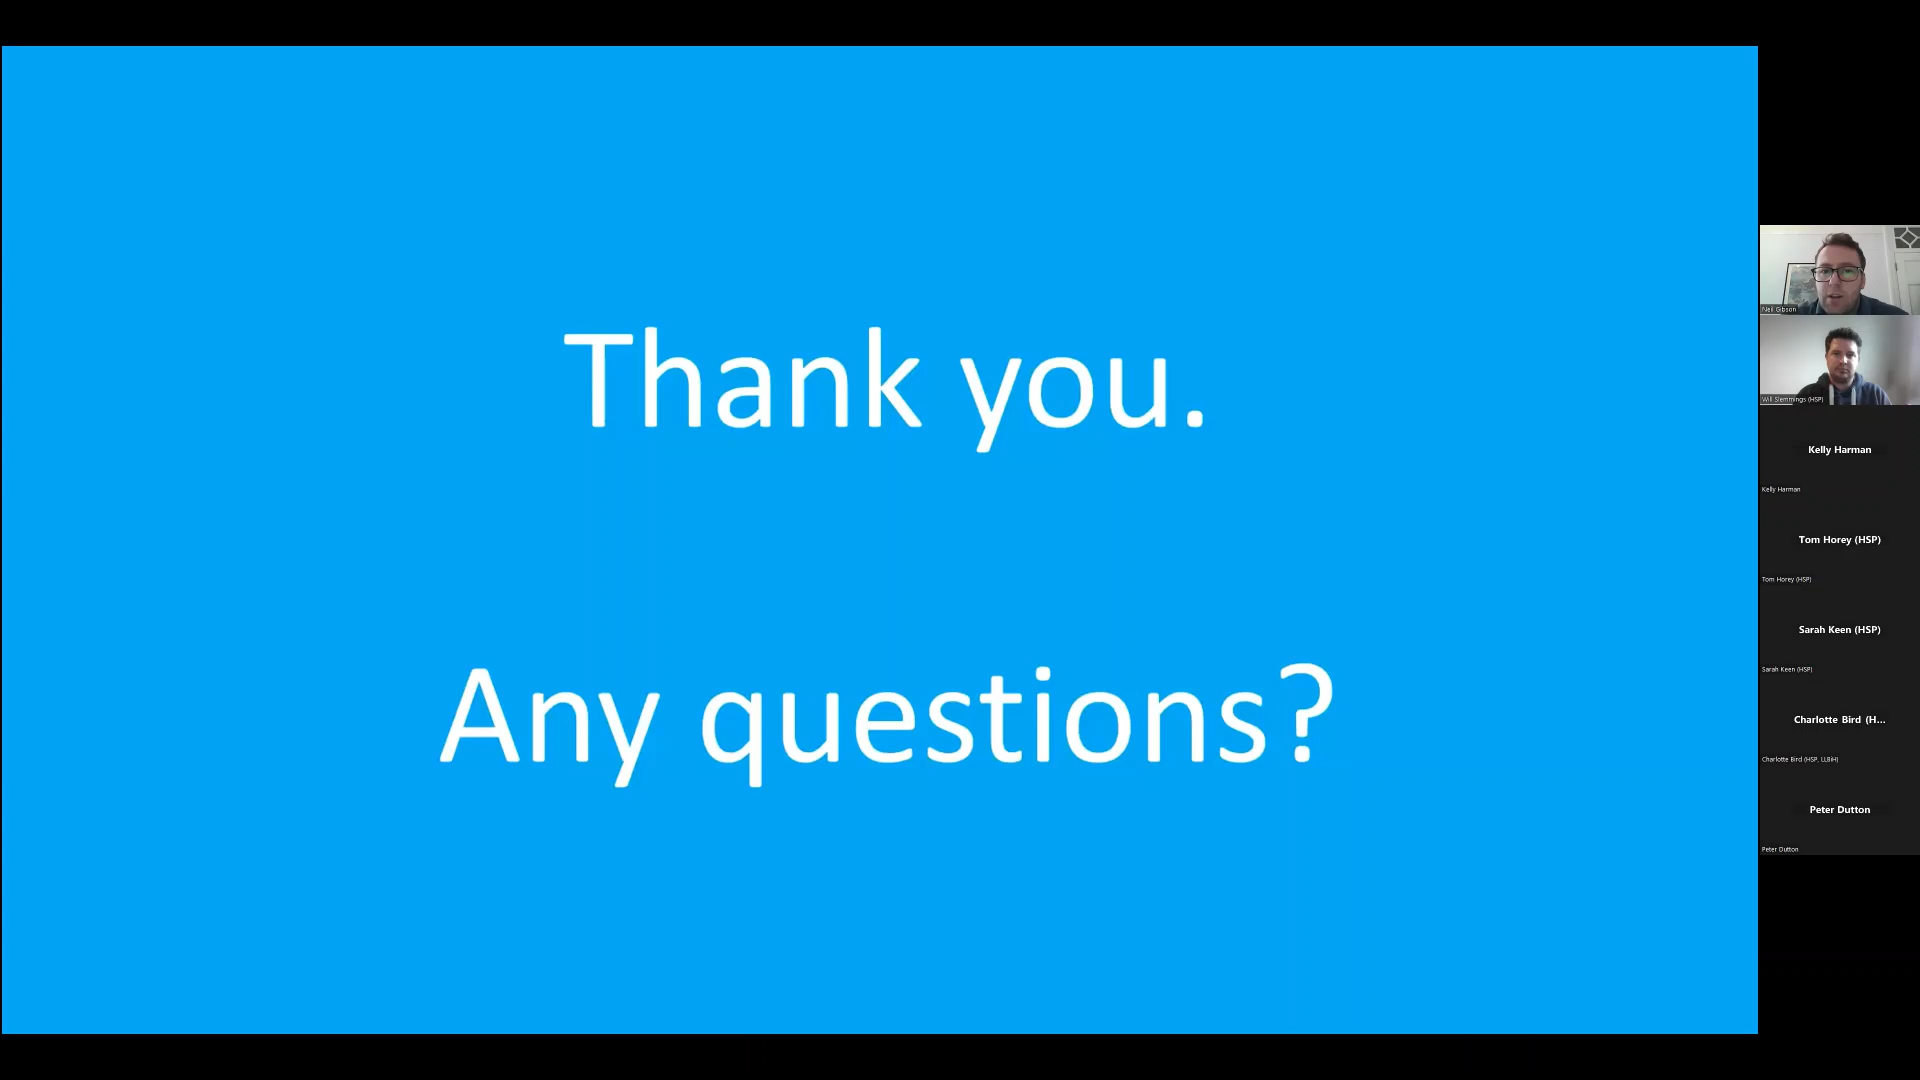 Thank you.
Any questions?
Neil Gibson
Will Slemmings (HSP)
Kelly Harman
Kelly Harman
Tom Horey (HSP)
Tom Horey (HSP)
Sarah Keen (HSP)
Sarah Keen (HSP)
Charlotte Bird (H...
Charlotte Bird (HSP, LLBIH)
Peter Dutton
Peter Dutton